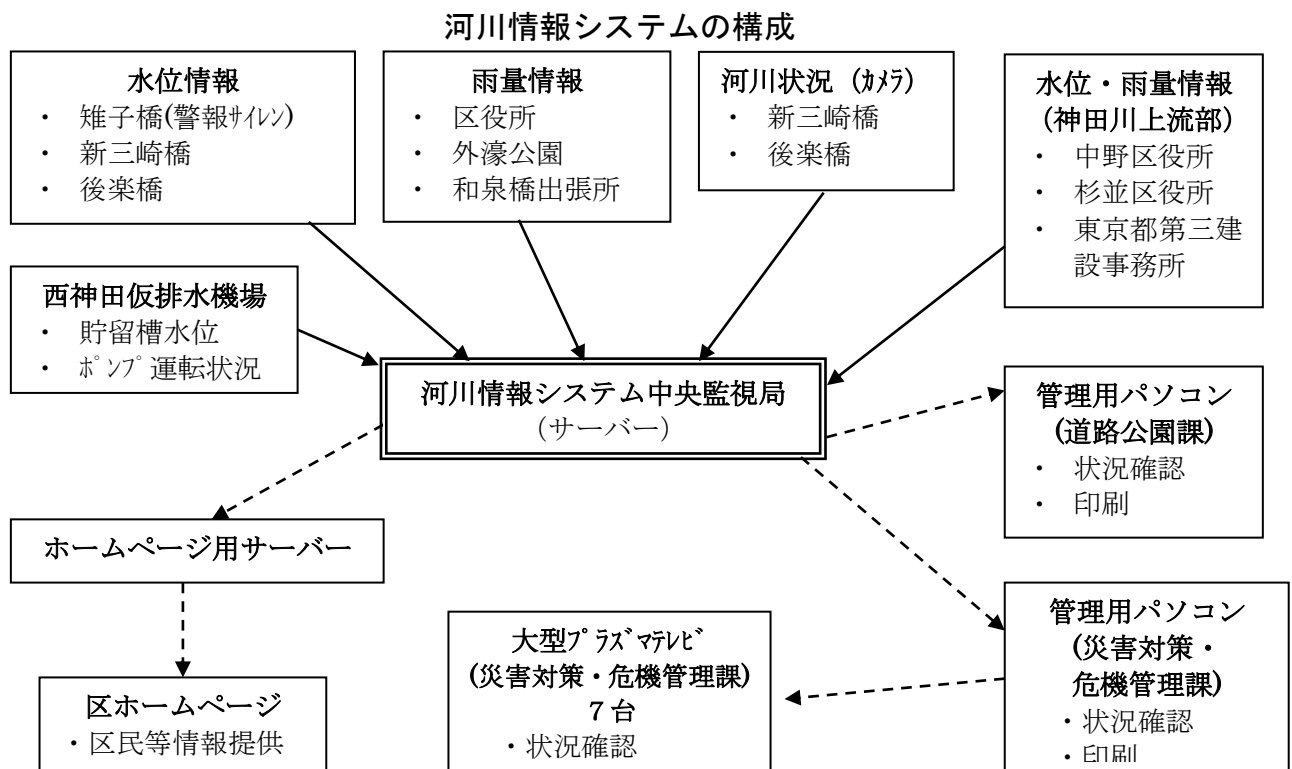 河川情報システムの構成
水位情報
・ 雉子橋(警報ｻｲﾚﾝ)
・ 新三崎橋
・ 後楽橋
雨量情報
・ 区役所
・ 外濠公園
・ 和泉橋出張所
河川状況（ｶﾒﾗ）
・ 新三崎橋
・ 後楽橋
水位・雨量情報
（神田川上流部）
・ 中野区役所
・ 杉並区役所
・ 東京都第三建
設事務所
西神田仮排水機場
・ 貯留槽水位
・ ﾎﾟﾝﾌﾟ運転状況
河川情報システム中央監視局
（サーバー）
管理用パソコン
(道路公園課)
・ 状況確認
・ 印刷
ホームページ用サーバー
管理用パソコン
(災害対策・
危機管理課)
・状況確認
・印刷
大型ﾌﾟﾗｽﾞﾏﾃﾚﾋﾞ
(災害対策・危機管理課)
７台
・状況確認
区ホームページ
・区民等情報提供